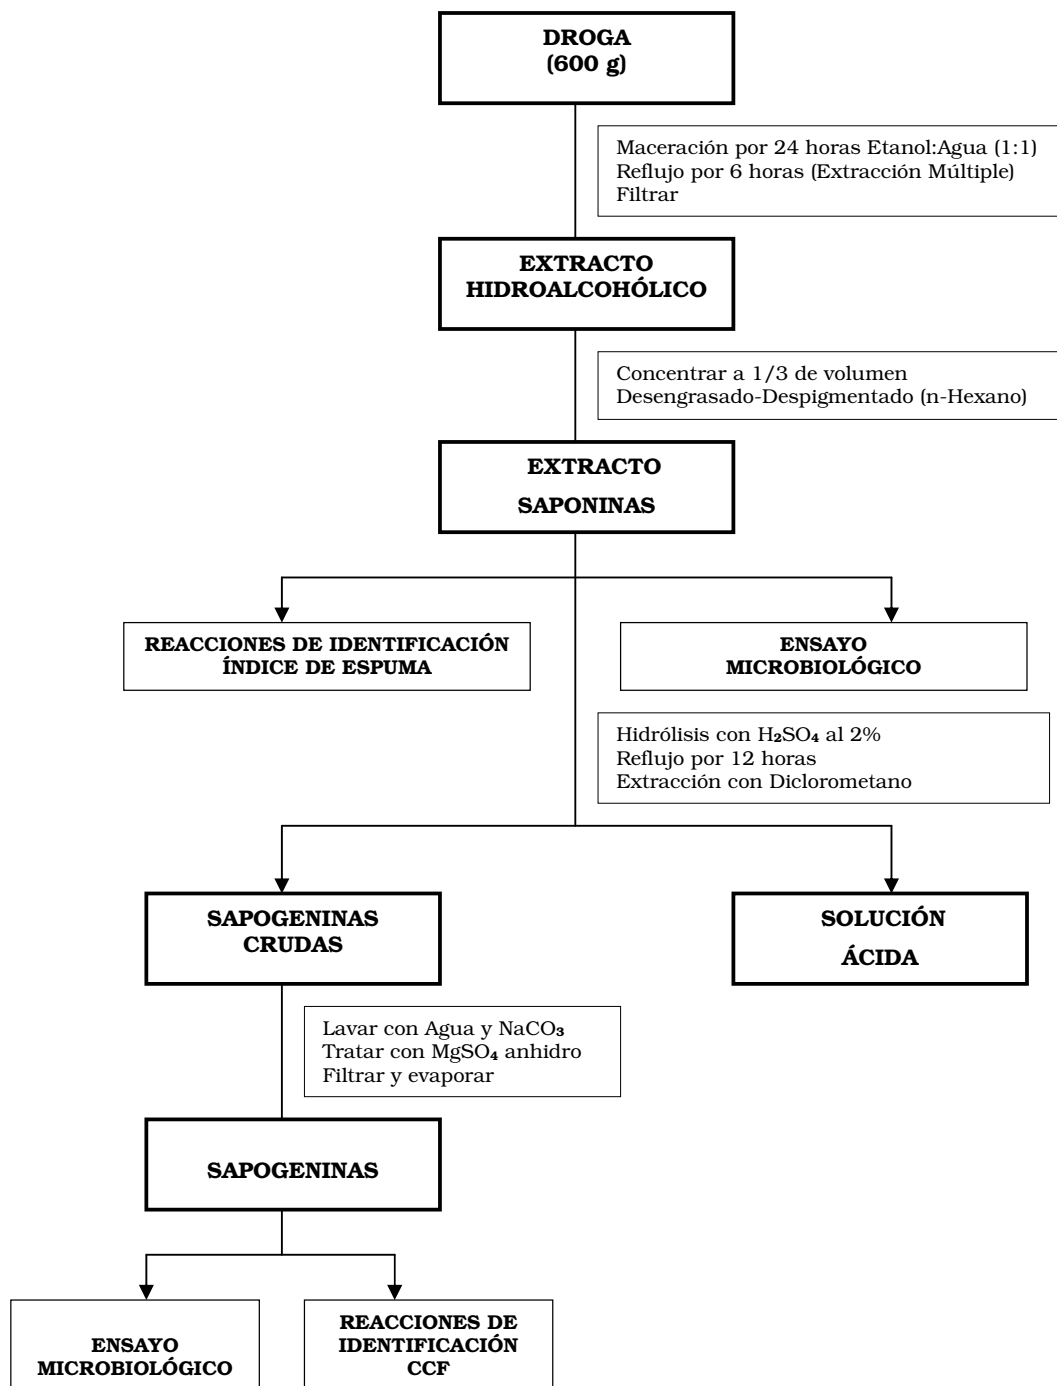 DROGA
(600 g)
Maceración por 24 horas Etanol:Agua (1:1)
Reflujo por 6 horas (Extracción Múltiple)
Filtrar
EXTRACTO
HIDROALCOHÓLICO
Concentrar a 1/3 de volumen
Desengrasado-Despigmentado (n-Hexano)
EXTRACTO
SAPONINAS
REACCIONES DE IDENTIFICACIÓN
ÍNDICE DE ESPUMA
ENSAYO
MICROBIOLÓGICO
Hidrólisis con H₂SO₄ al 2%
Reflujo por 12 horas
Extracción con Diclorometano
SAPOGENINAS
CRUDAS
SOLUCIÓN
ÁCIDA
Lavar con Agua y NaCO₃
Tratar con MgSO₄ anhidro
Filtrar y evaporar
SAPOGENINAS
ENSAYO
MICROBIOLÓGICO
REACCIONES DE
IDENTIFICACIÓN
CCF